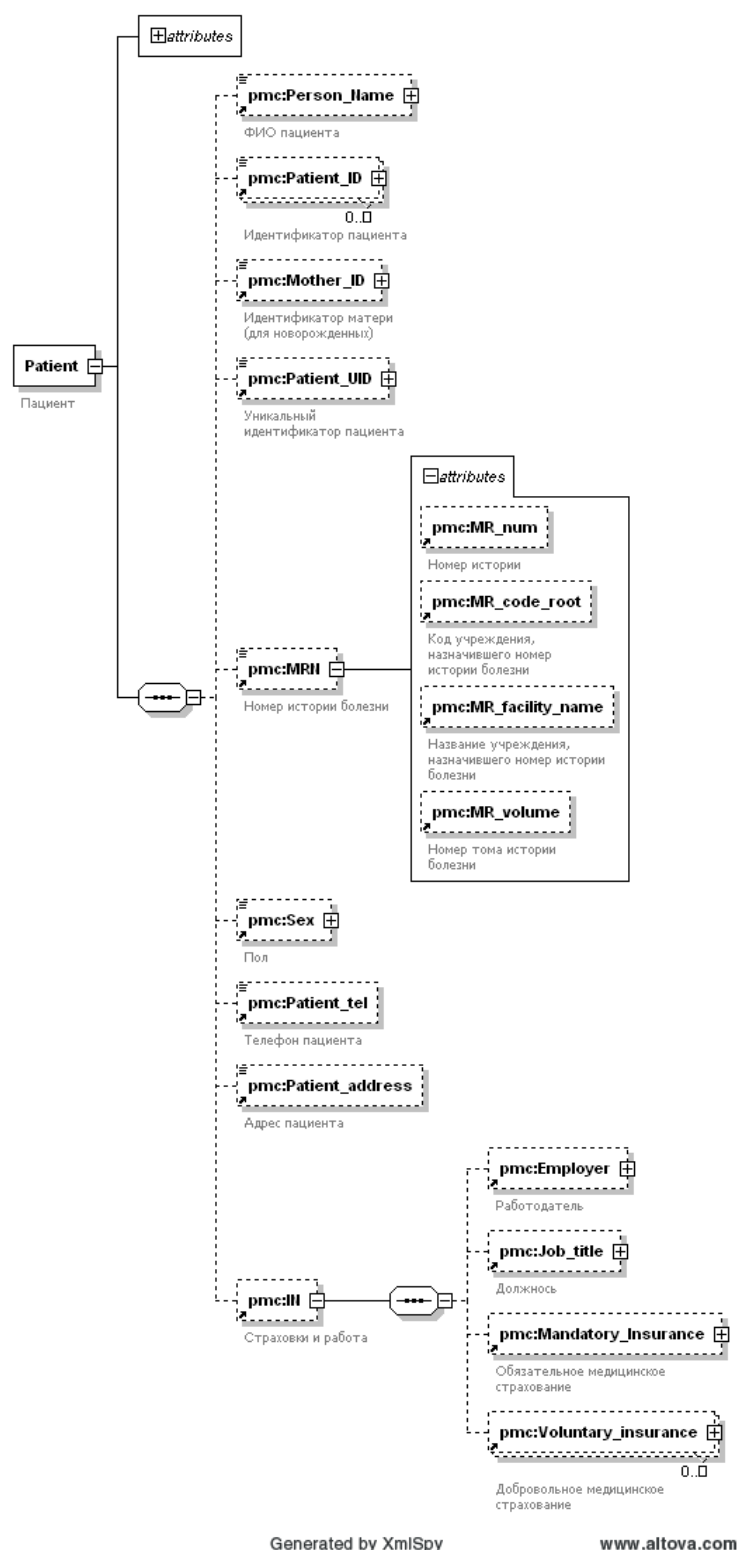 attributes
pmc:Person_Name
ФИО пациента
pmc:Patient_ID
0..
Идентификатор пациента
pmc:Mother_ID
Идентификатор матери
(для новорожденных)
Patient
Пациент
pmc:Patient_UID
Уникальный
идентификатор пациента
attributes
pmc:MR_num
Номер истории
pmc:MR_code_root
Код учреждения,
назначившего номер
истории болезни
pmc:MRN
Номер истории болезни
pmc:MR_facility_name
Название учреждения,
назначившего номер истории
болезни
pmc:MR_volume
Номер тома истории
болезни
pmc:Sex
Пол
pmc:Patient_tel
Телефон пациента
pmc:Patient_address
Адрес пациента
pmc:Employer
Работодатель
pmc:Job_title
Должнось
pmc:IN
Страховки и работа
pmc:Mandatory_Insurance
Обязательное медицинское
страхование
pmc:Voluntary_insurance
0..
Добровольное медицинское
страхование
Generated by XmlSpy
www.altova.com